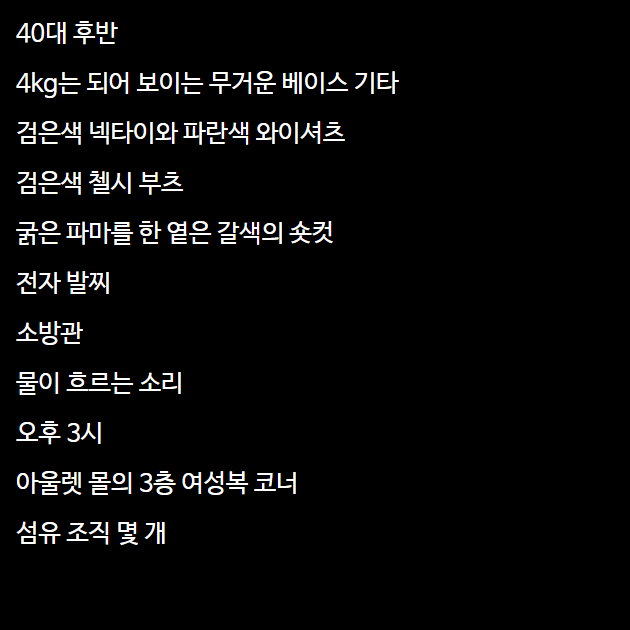 40대 후반
4kg는 되어 보이는 무거운 베이스 기타
검은색 넥타이와 파란색 와이셔츠
검은색 첼시 부츠
굵은 파마를 한 옅은 갈색의 숏컷
전자 발찌
소방관
물이 흐르는 소리
오후 3시
아울렛 몰의 3층 여성복 코너
섬유 조직 몇 개